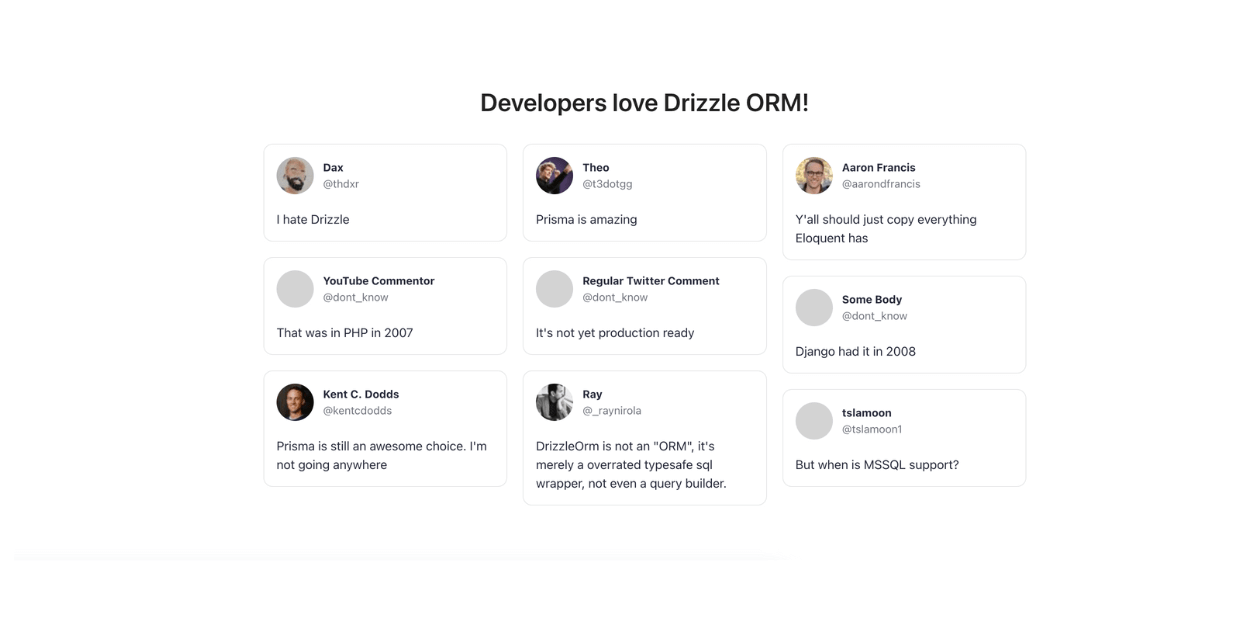 Developers love Drizzle ORM!
Dax
@thdxr
I hate Drizzle
Theo
@t3dotgg
Prisma is amazing
Aaron Francis
@aarondfrancis
Y'all should just copy everything
Eloquent has
YouTube Commentor
@dont_know
That was in PHP in 2007
Regular Twitter Comment
@dont_know
It's not yet production ready
Some Body
@dont_know
Django had it in 2008
Kent C. Dodds
@kentcdodds
Prisma is still an awesome choice. I'm
not going anywhere
Ray
@_raynirola
DrizzleOrm is not an "ORM", it's
merely a overrated typesafe sql
wrapper, not even a query builder.
tslamoon
@tslamoon1
But when is MSSQL support?